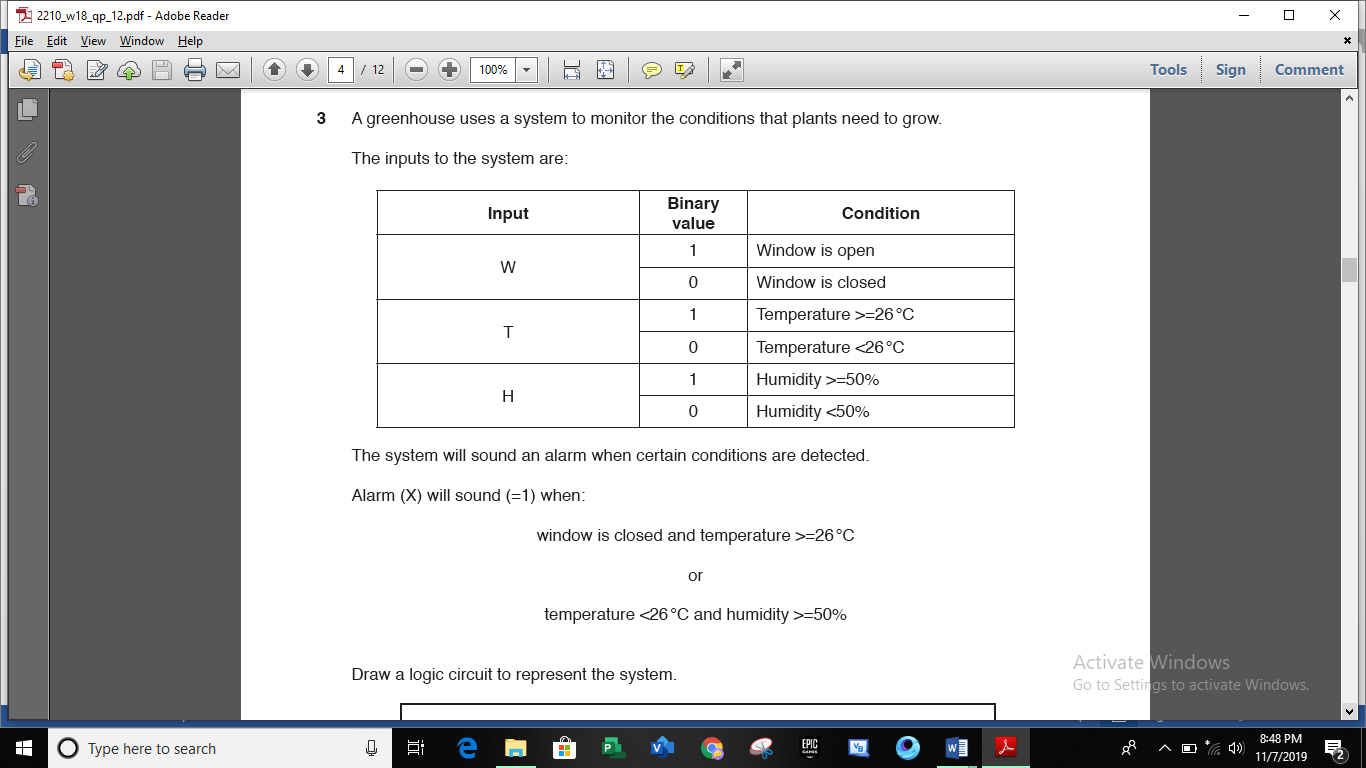 2210_w18_qp_12.pdf - Adobe Reader
File Edit View Window Help
4 / 12 100% Tools Sign Comment
3 A greenhouse uses a system to monitor the conditions that plants need to grow.
The inputs to the system are:
Input Binary value Condition
W 1 Window is open
0 Window is closed
T 1 Temperature >=26°C
0 Temperature <26°C
H 1 Humidity >=50%
0 Humidity <50%
The system will sound an alarm when certain conditions are detected.
Alarm (X) will sound (=1) when:
window is closed and temperature >=26°C
or
temperature <26°C and humidity >=50%
Draw a logic circuit to represent the system.
Activate Windows
Go to Settings to activate Windows.
Type here to search
EPIC GAMES
8:48 PM
11/7/2019
2